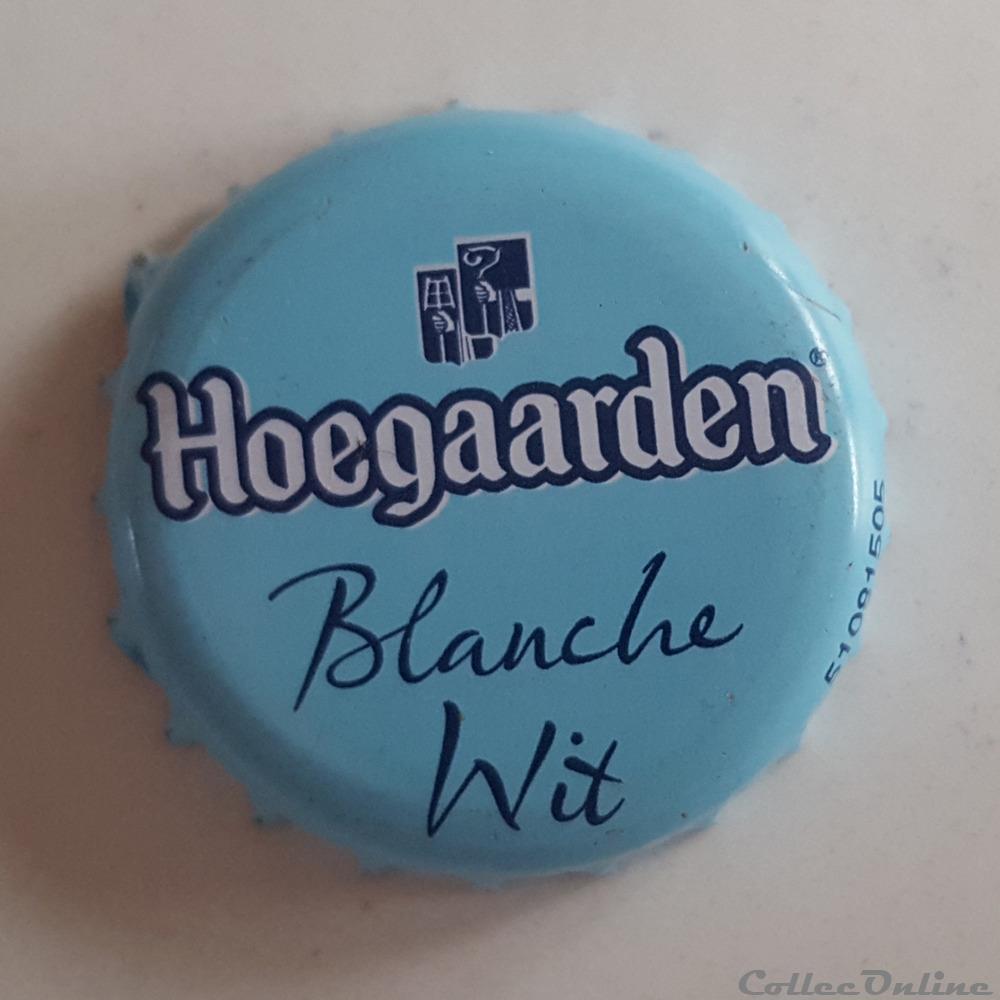 Hoegaarden®
Blanche
Wit
51091505
CollecOnline